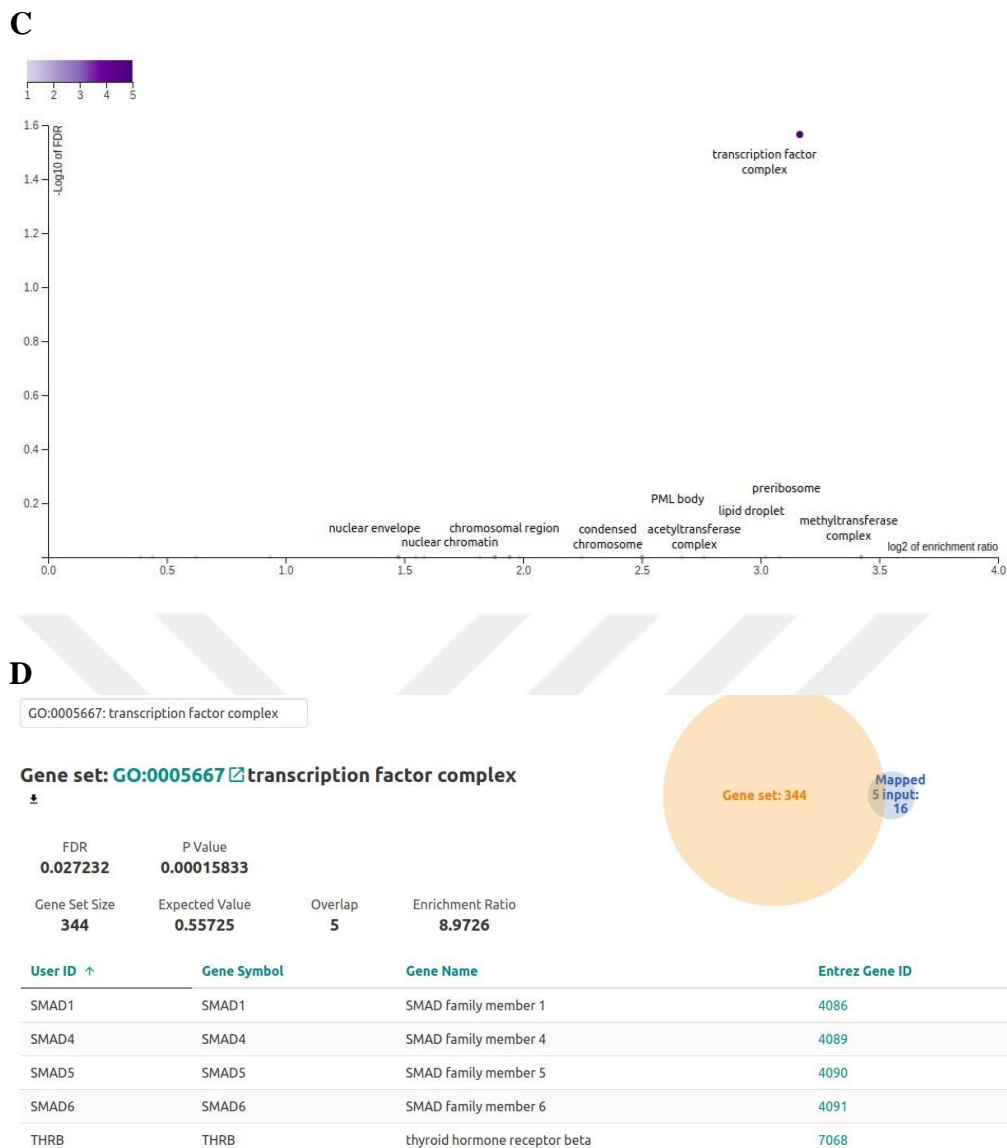 C
1 2 3 4 5
-Log10 of FDR
1.6
transcription factor
complex
1.4
1.2
1.0
0.8
0.6
0.4
0.2
preribosome
PML body
lipid droplet
nuclear envelope
chromosomal region
condensed
chromosome
acetyltransferase
complex
methyltransferase
complex
nuclear chromatin
log2 of enrichment ratio
0.0 0.5 1.0 1.5 2.0 2.5 3.0 3.5 4.0
D
GO:0005667: transcription factor complex
Gene set: GO:0005667 transcription factor complex
Gene set: 344
Mapped
5 input:
16
FDR P Value
0.027232 0.00015833
Gene Set Size Expected Value Overlap Enrichment Ratio
344 0.55725 5 8.9726
User ID ↑ Gene Symbol Gene Name Entrez Gene ID
SMAD1 SMAD1 SMAD family member 1 4086
SMAD4 SMAD4 SMAD family member 4 4089
SMAD5 SMAD5 SMAD family member 5 4090
SMAD6 SMAD6 SMAD family member 6 4091
THRB THRB thyroid hormone receptor beta 7068